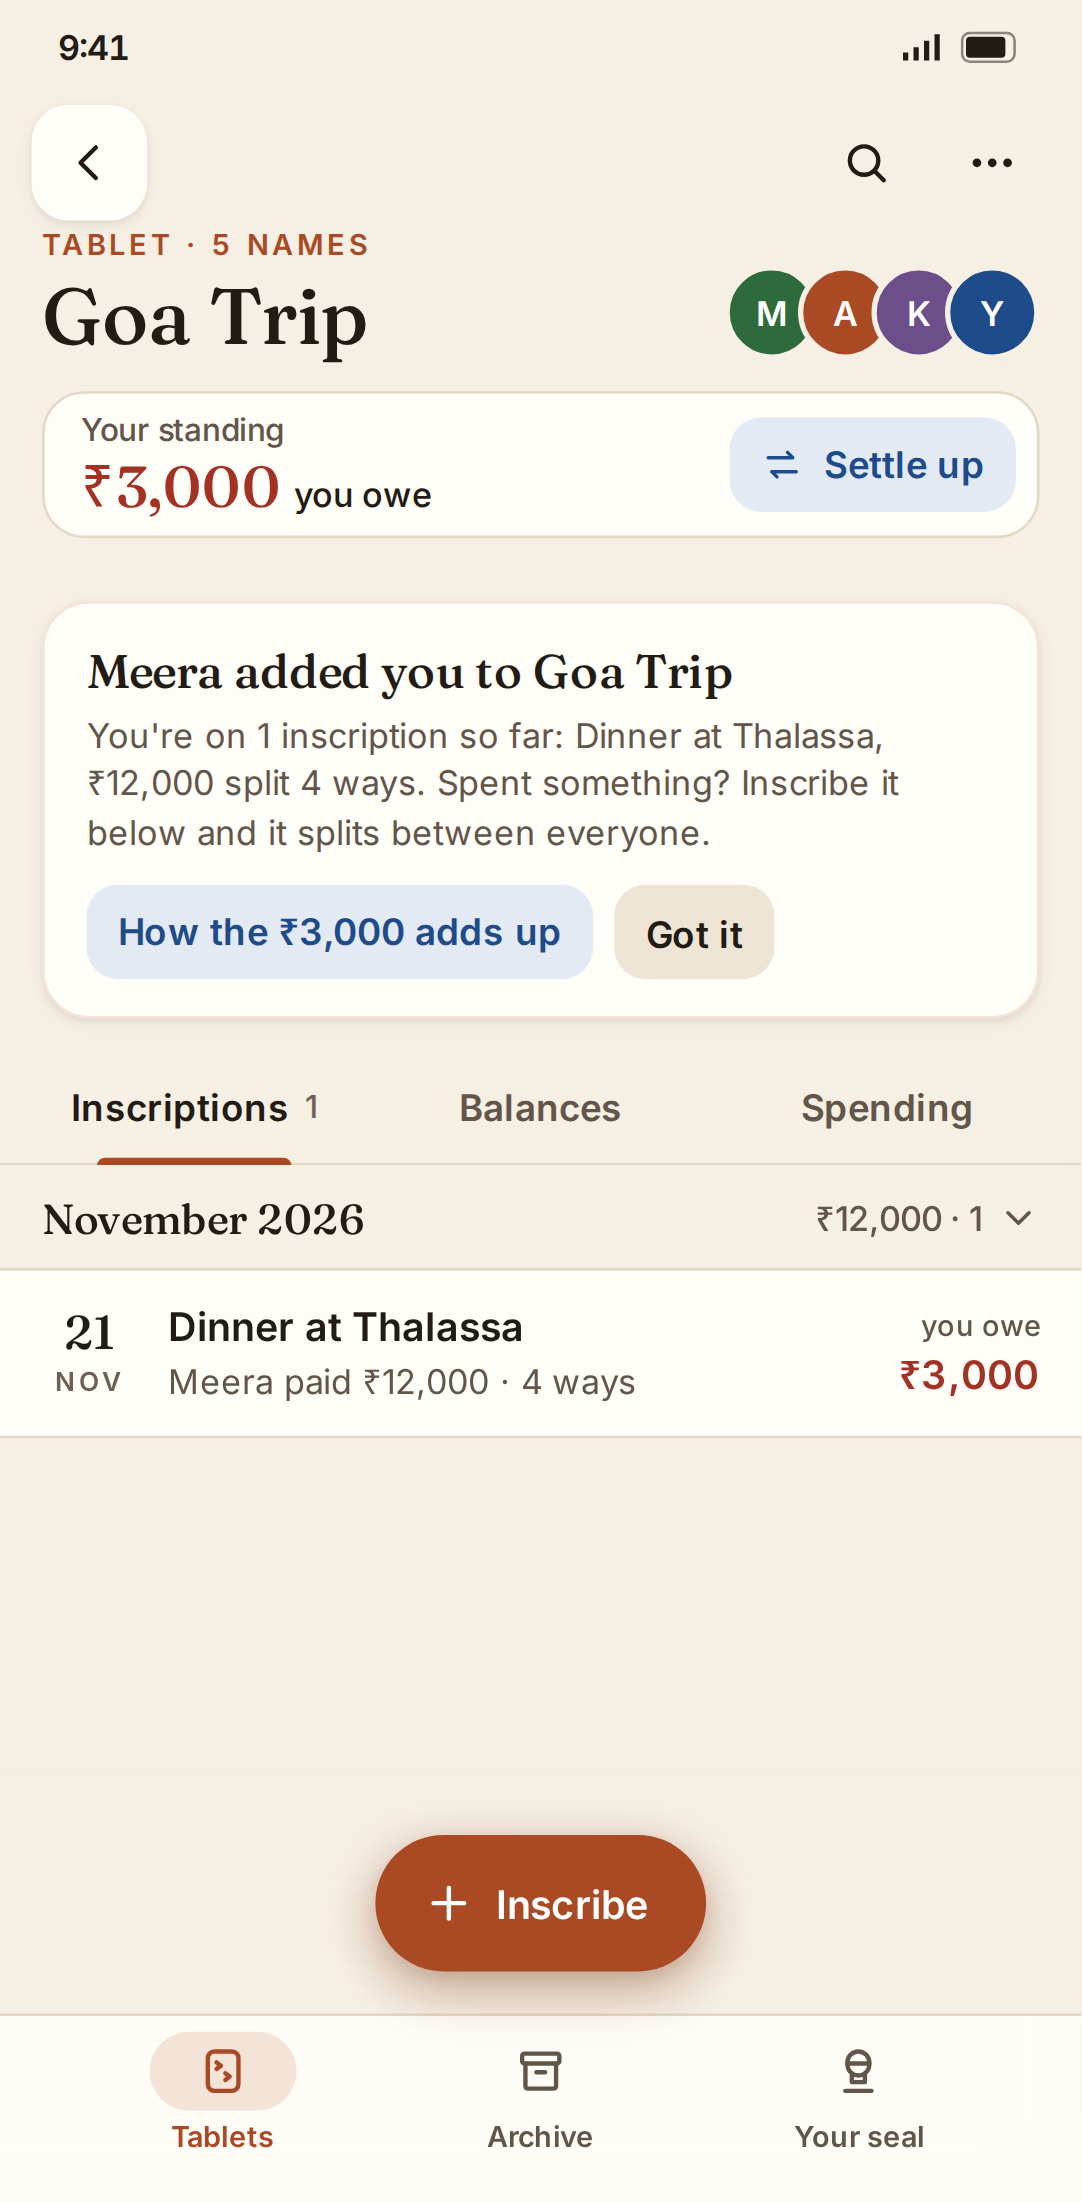 9:41
TABLET · 5 NAMES
Goa Trip
M A K Y
Your standing
₹3,000 you owe
Settle up
Meera added you to Goa Trip
You're on 1 inscription so far: Dinner at Thalassa,
₹12,000 split 4 ways. Spent something? Inscribe it
below and it splits between everyone.
How the ₹3,000 adds up
Got it
Inscriptions 1
Balances
Spending
November 2026
₹12,000 · 1
21
NOV
Dinner at Thalassa
Meera paid ₹12,000 · 4 ways
you owe
₹3,000
Inscribe
Tablets
Archive
Your seal